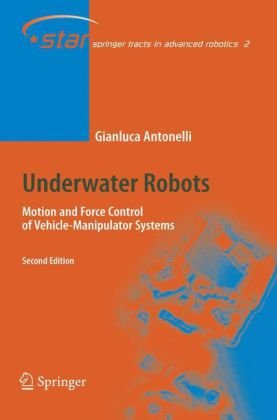 star
springer tracts in advanced robotics 2
Gianluca Antonelli
Underwater Robots
Motion and Force Control
of Vehicle-Manipulator Systems
Second Edition
Springer